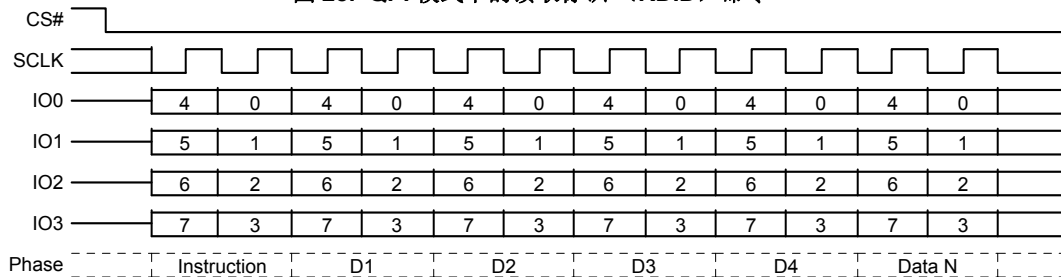 CS#
SCLK
IO0 4 0 4 0 4 0 4 0 4 0 4 0
IO1 5 1 5 1 5 1 5 1 5 1 5 1
IO2 6 2 6 2 6 2 6 2 6 2 6 2
IO3 7 3 7 3 7 3 7 3 7 3 7 3
Phase Instruction D1 D2 D3 D4 Data N